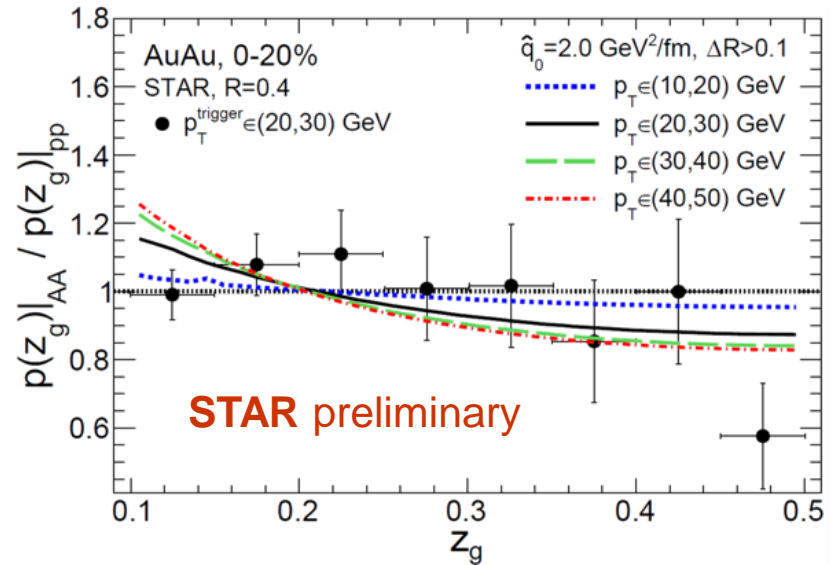 AuAu, 0-20%
STAR, R=0.4
p_T^trigger∈(20,30) GeV
q̂_0=2.0 GeV²/fm, ΔR>0.1
p_T∈(10,20) GeV
p_T∈(20,30) GeV
p_T∈(30,40) GeV
p_T∈(40,50) GeV
p(z_g)|_AA / p(z_g)|_pp
1.8
1.6
1.4
1.2
1
0.8
0.6
STAR preliminary
0.1 0.2 0.3 0.4 0.5
z_g